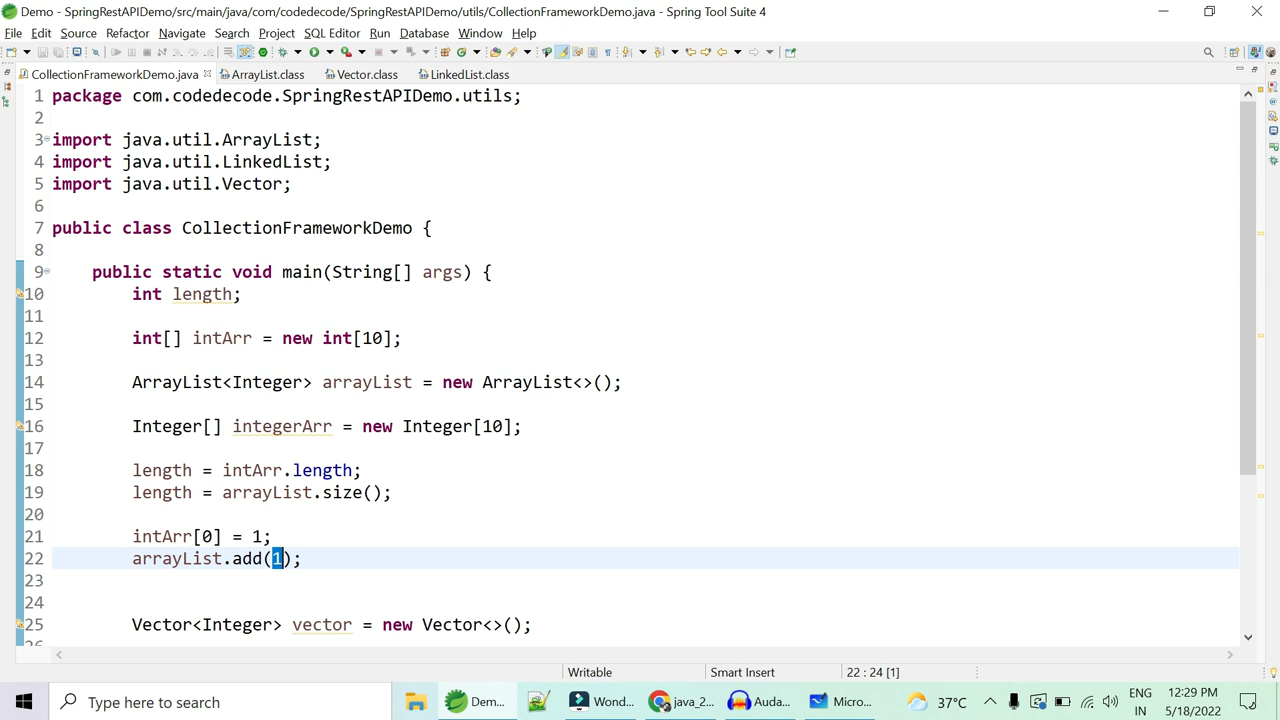 Demo - SpringRestAPIDemo/src/main/java/com/codedecode/SpringRestAPIDemo/utils/CollectionFrameworkDemo.java - Spring Tool Suite 4
File Edit Source Refactor Navigate Search Project SQL Editor Run Database Window Help
CollectionFrameworkDemo.java ArrayList.class Vector.class LinkedList.class
1 package com.codedecode.SpringRestAPIDemo.utils;
2
3 import java.util.ArrayList;
4 import java.util.LinkedList;
5 import java.util.Vector;
6
7 public class CollectionFrameworkDemo {
8
9 public static void main(String[] args) {
10 int length;
11
12 int[] intArr = new int[10];
13
14 ArrayList<Integer> arrayList = new ArrayList<>();
15
16 Integer[] integerArr = new Integer[10];
17
18 length = intArr.length;
19 length = arrayList.size();
20
21 intArr[0] = 1;
22 arrayList.add(1);
23
24
25 Vector<Integer> vector = new Vector<>();
Writable Smart Insert 22 : 24 [1]
Type here to search Dem... Wond... java_2... Auda... Micro... 37°C ENG 12:29 PM
IN 5/18/2022